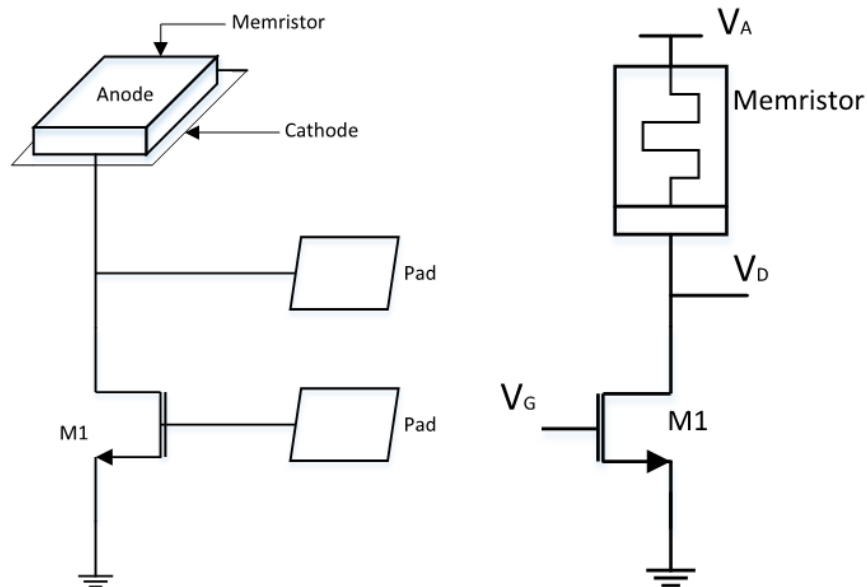 Memristor
Anode
Cathode
Pad
M1
Pad
VA
Memristor
VD
VG
M1